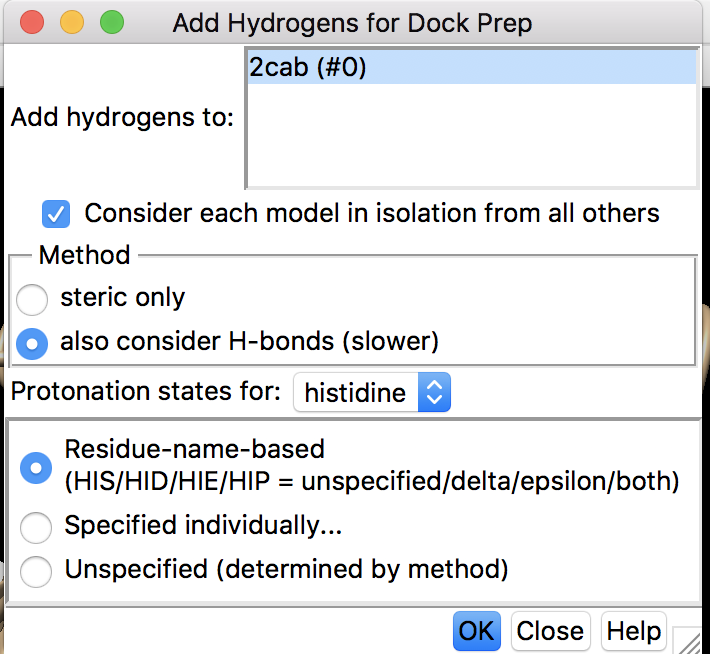 Add Hydrogens for Dock Prep
2cab (#0)
Add hydrogens to:
Consider each model in isolation from all others
Method
steric only
also consider H-bonds (slower)
Protonation states for: histidine
Residue-name-based
(HIS/HID/HIE/HIP = unspecified/delta/epsilon/both)
Specified individually...
Unspecified (determined by method)
OK Close Help